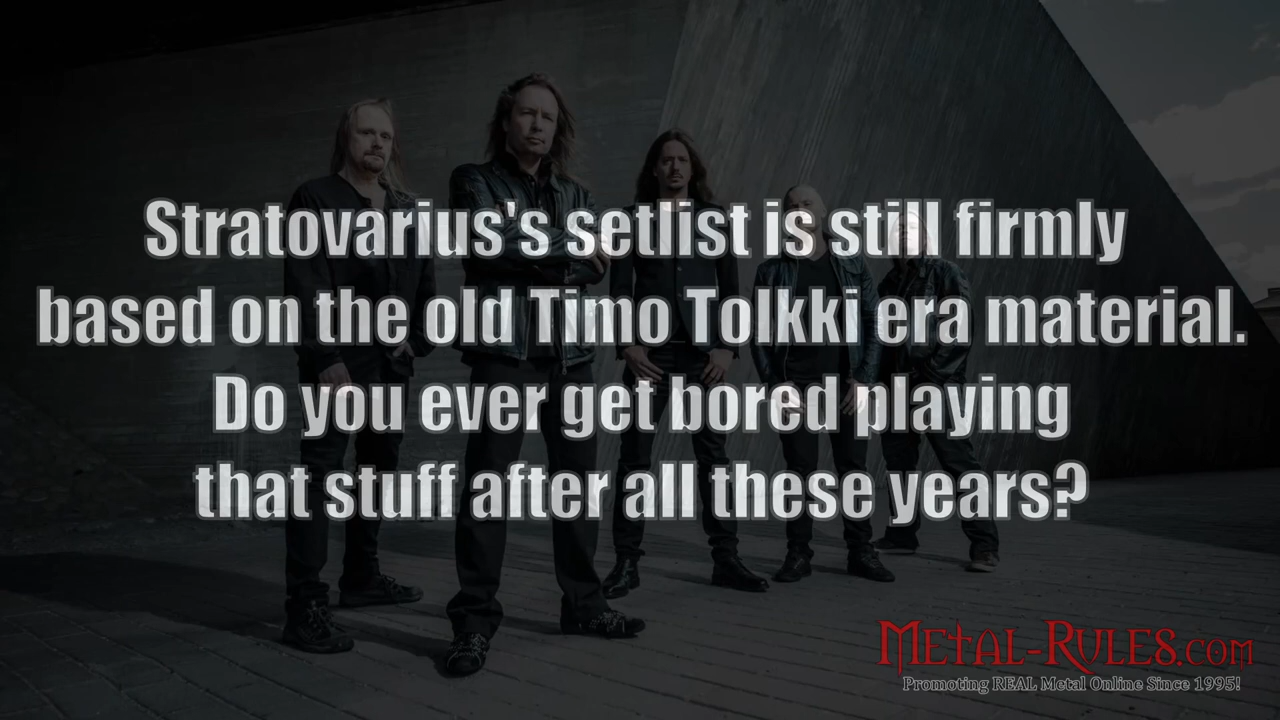 Stratovarius's setlist is still firmly
based on the old Timo Tolkki era material.
Do you ever get bored playing
that stuff after all these years?
METAL-RULES.COM
Promoting REAL Metal Online Since 1995!